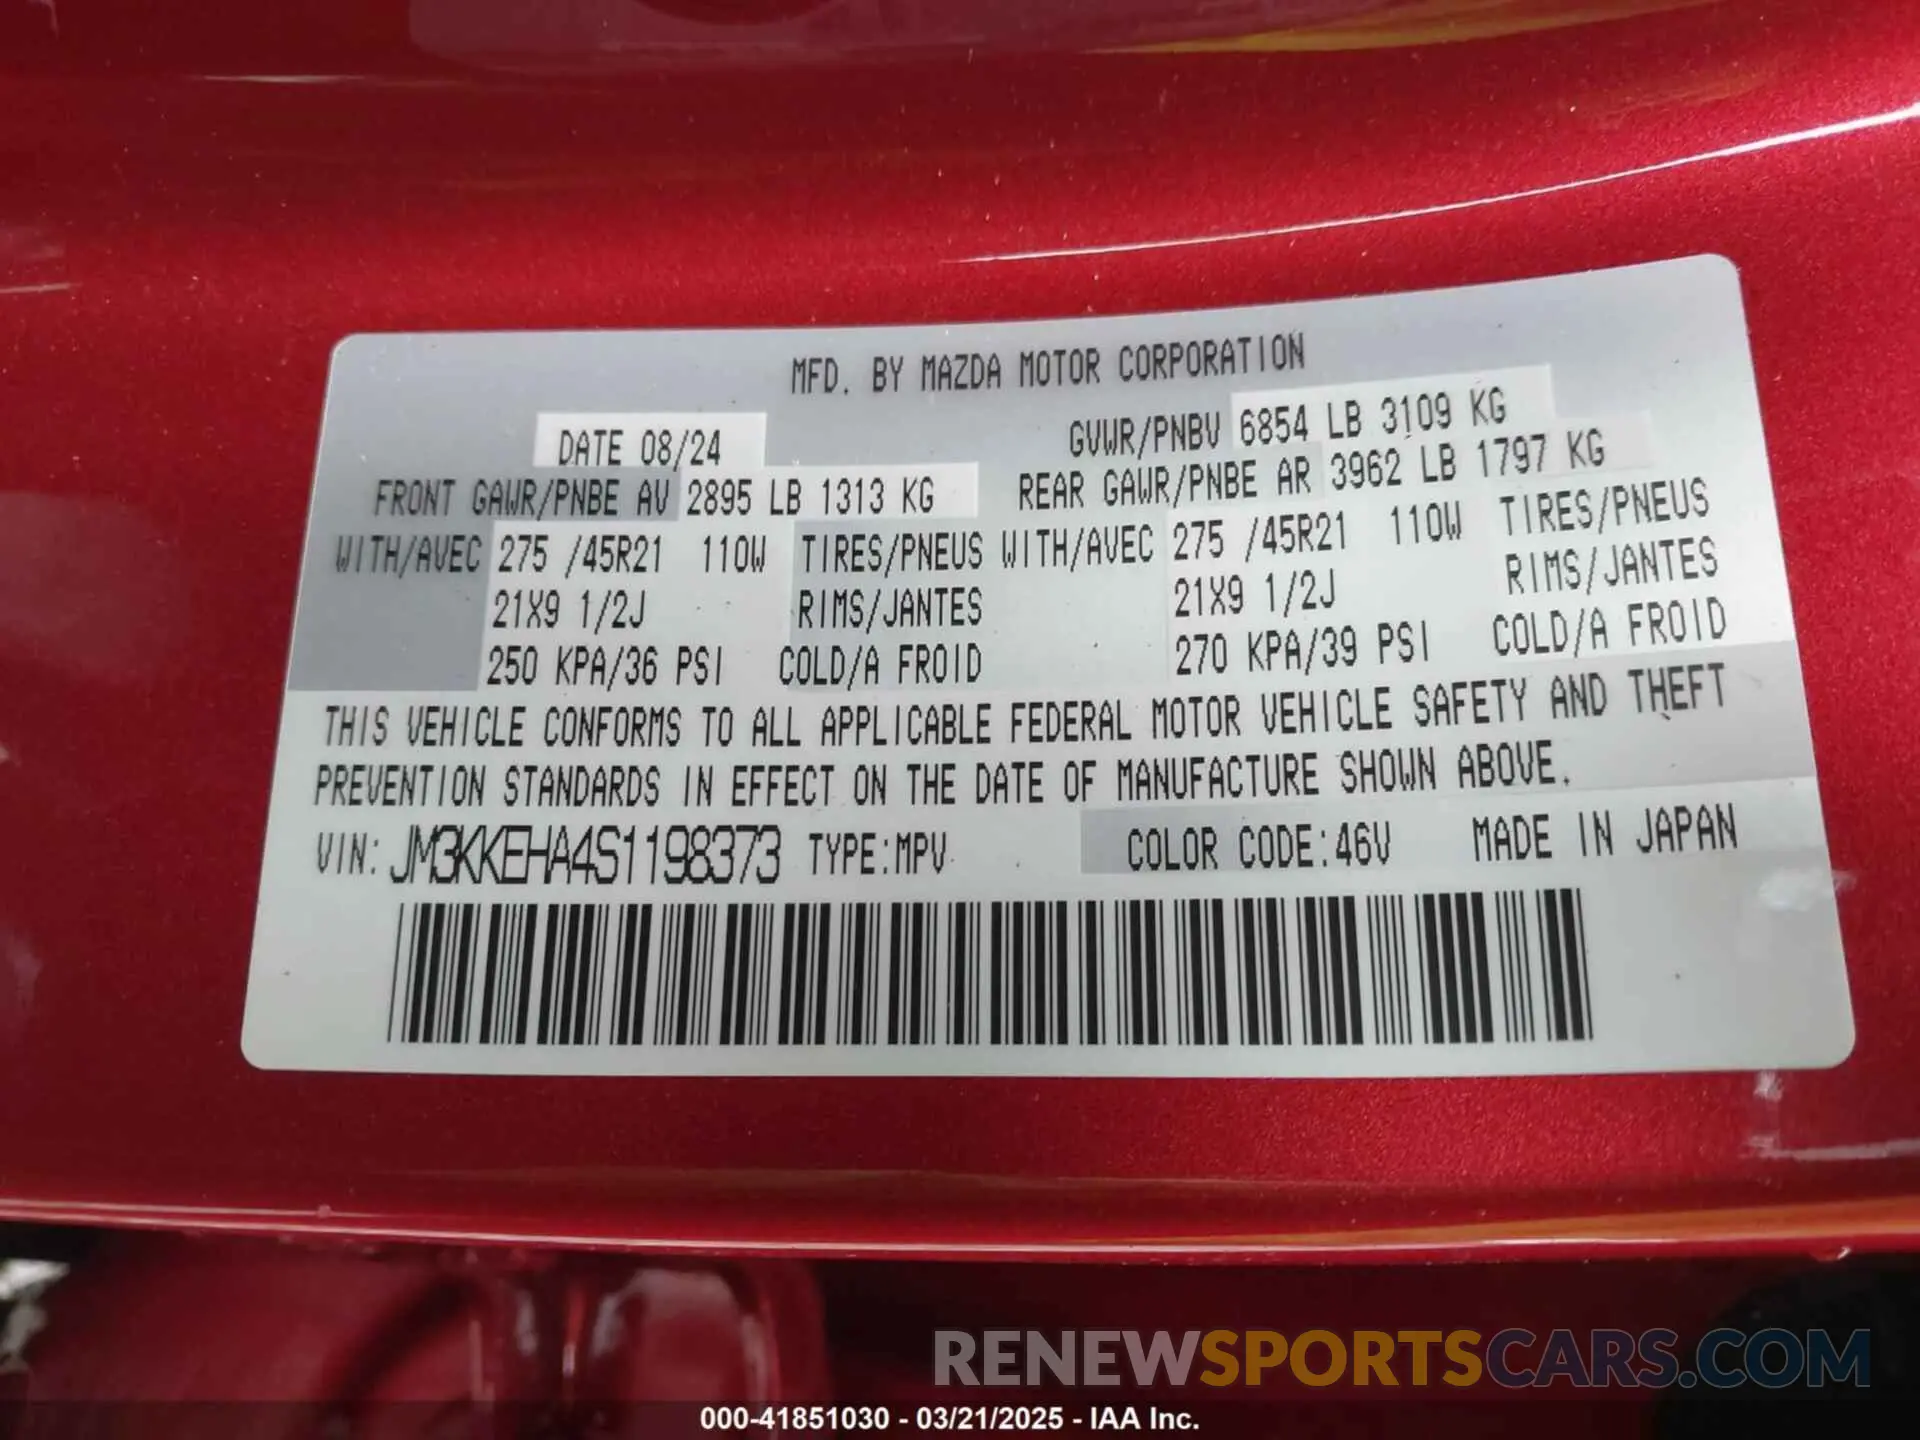 MFD. BY MAZDA MOTOR CORPORATION
DATE 08/24 GVWR/PNBV 6854 LB 3109 KG
FRONT GAWR/PNBE AV 2895 LB 1313 KG REAR GAWR/PNBE AR 3962 LB 1797 KG
WITH/AVEC 275 /45R21 110W TIRES/PNEUS WITH/AVEC 275 /45R21 110W TIRES/PNEUS
21X9 1/2J RIMS/JANTES 21X9 1/2J RIMS/JANTES
250 KPA/36 PSI COLD/A FROID 270 KPA/39 PSI COLD/A FROID
THIS VEHICLE CONFORMS TO ALL APPLICABLE FEDERAL MOTOR VEHICLE SAFETY AND THEFT
PREVENTION STANDARDS IN EFFECT ON THE DATE OF MANUFACTURE SHOWN ABOVE.
VIN: JM3KKEHA4S1198373 TYPE:MPV COLOR CODE:46V MADE IN JAPAN
RENEWSPORTSCARS.COM
000-41851030 - 03/21/2025 - IAA Inc.